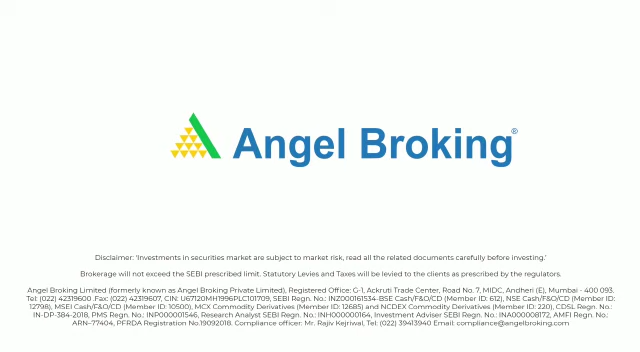 Angel Broking®
Disclaimer: 'Investments in securities market are subject to market risk, read all the related documents carefully before investing.'
Brokerage will not exceed the SEBI prescribed limit. Statutory Levies and Taxes will be levied to the clients as prescribed by the regulators.
Angel Broking Limited (formerly known as Angel Broking Private Limited), Registered Office: G-1, Ackruti Trade Center, Road No. 7, MIDC, Andheri (E), Mumbai - 400 093.
Tel: (022) 42319600 .Fax: (022) 42319607, CIN: U67120MH1996PLC101709, SEBI Regn. No.: INZ000161534-BSE Cash/F&O/CD (Member ID: 612), NSE Cash/F&O/CD (Member ID:
12798), MSEI Cash/F&O/CD (Member ID: 10500), MCX Commodity Derivatives (Member ID: 12685) and NCDEX Commodity Derivatives (Member ID: 220), CDSL Regn. No.:
IN-DP-384-2018, PMS Regn. No.: INP000001546, Research Analyst SEBI Regn. No.: INH000000164, Investment Adviser SEBI Regn. No.: INA000008172, AMFI Regn. No.:
ARN–77404, PFRDA Registration No.19092018. Compliance officer: Mr. Rajiv Kejriwal, Tel: (022) 39413940 Email: compliance@angelbroking.com